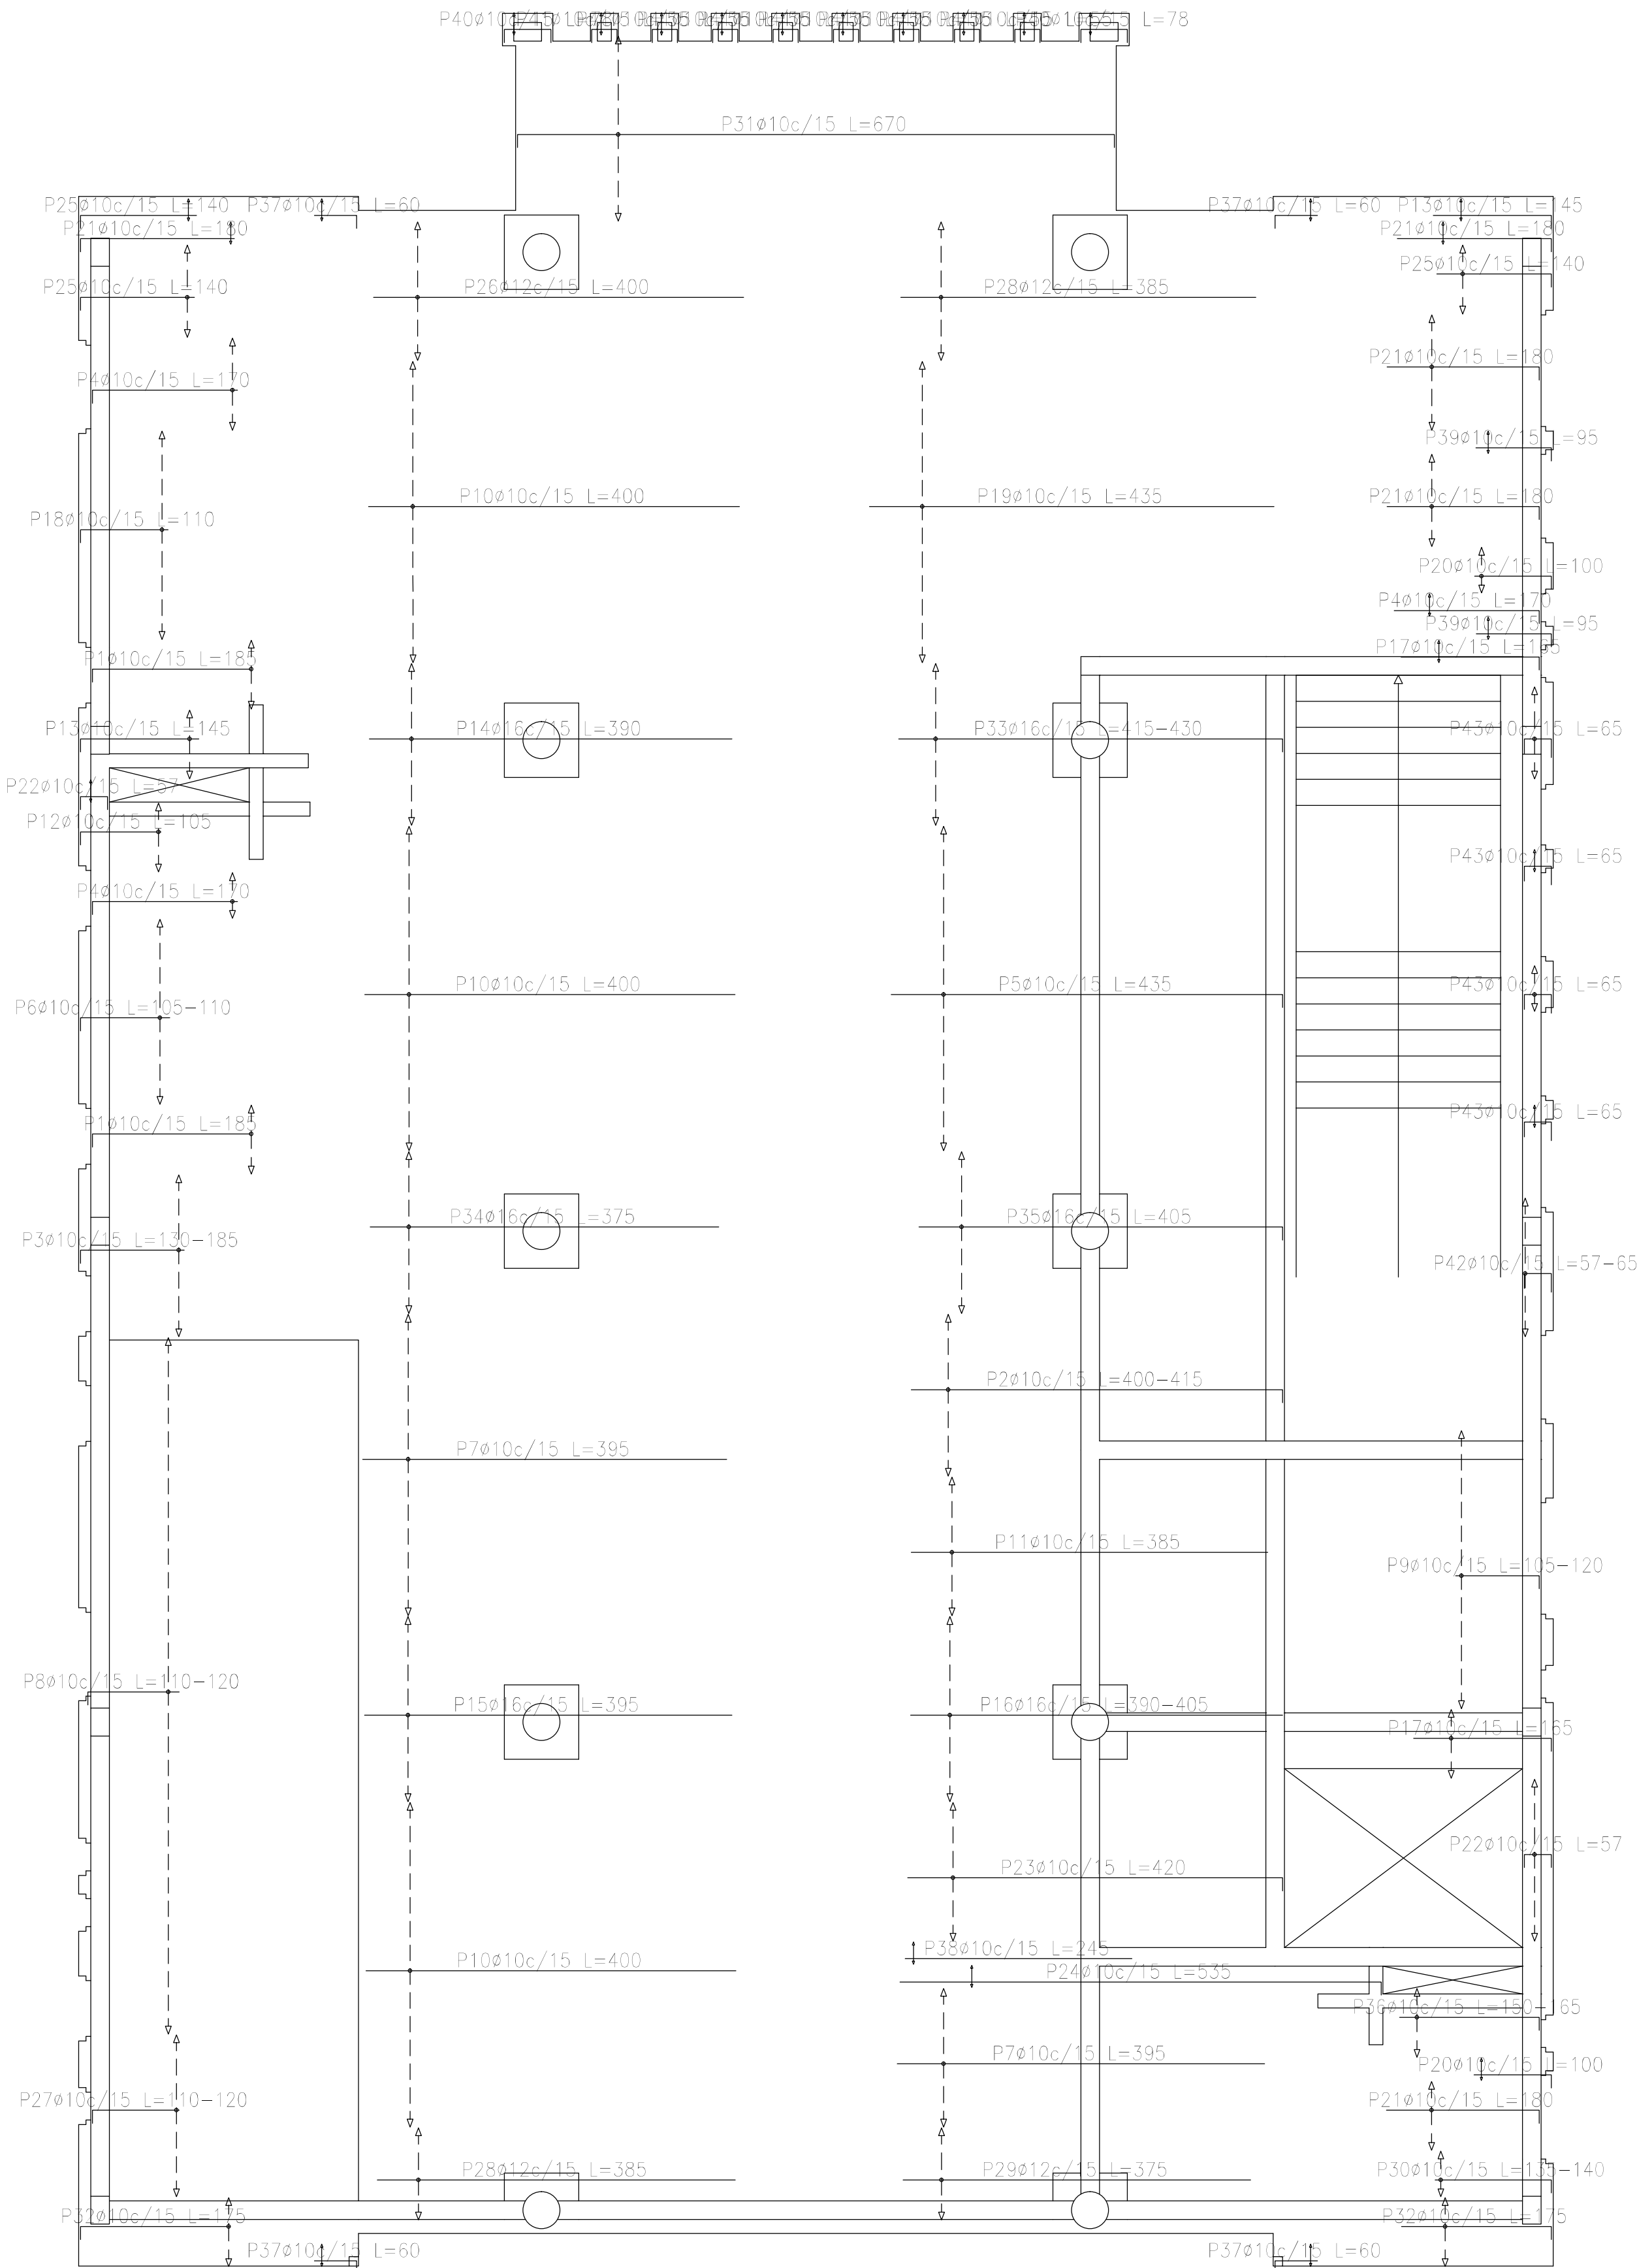 P40ø10c/15 L=78
P31ø10c/15 L=670
P25ø10c/15 L=140 P37ø10c/15 L=60 P37ø10c/15 L=60 P13ø10c/15 L=145
P21ø10c/15 L=180 P21ø10c/15 L=180
P25ø10c/15 L=140
P25ø10c/15 L=140 P26ø12c/15 L=400 P28ø12c/15 L=385
P21ø10c/15 L=180
P4ø10c/15 L=170
P39ø10c/15 L=95
P10ø10c/15 L=400 P19ø10c/15 L=435 P21ø10c/15 L=180
P18ø10c/15 L=110
P20ø10c/15 L=100
P4ø10c/15 L=170
P39ø10c/15 L=95
P17ø10c/15 L=165
P1ø10c/15 L=185
P13ø10c/15 L=145 P14ø16c/15 L=390 P33ø16c/15 L=415-430 P43ø10c/15 L=65
P22ø10c/15 L=57
P12ø10c/15 L=105
P43ø10c/15 L=65
P4ø10c/15 L=170
P10ø10c/15 L=400 P5ø10c/15 L=435 P43ø10c/15 L=65
P6ø10c/15 L=105-110
P43ø10c/15 L=65
P1ø10c/15 L=185
P34ø16c/15 L=375 P35ø16c/15 L=405
P3ø10c/15 L=130-185
P42ø10c/15 L=57-65
P2ø10c/15 L=400-415
P7ø10c/15 L=395
P11ø10c/15 L=385
P9ø10c/15 L=105-120
P8ø10c/15 L=110-120
P15ø16c/15 L=395 P16ø16c/15 L=390-405
P17ø10c/15 L=165
P22ø10c/15 L=57
P23ø10c/15 L=420
P38ø10c/15 L=245
P10ø10c/15 L=400 P24ø10c/15 L=535
P36ø10c/15 L=150-165
P7ø10c/15 L=395 P20ø10c/15 L=100
P27ø10c/15 L=110-120 P21ø10c/15 L=180
P28ø12c/15 L=385 P29ø12c/15 L=375 P30ø10c/15 L=135-140
P32ø10c/15 L=175 P32ø10c/15 L=175
P37ø10c/15 L=60 P37ø10c/15 L=60